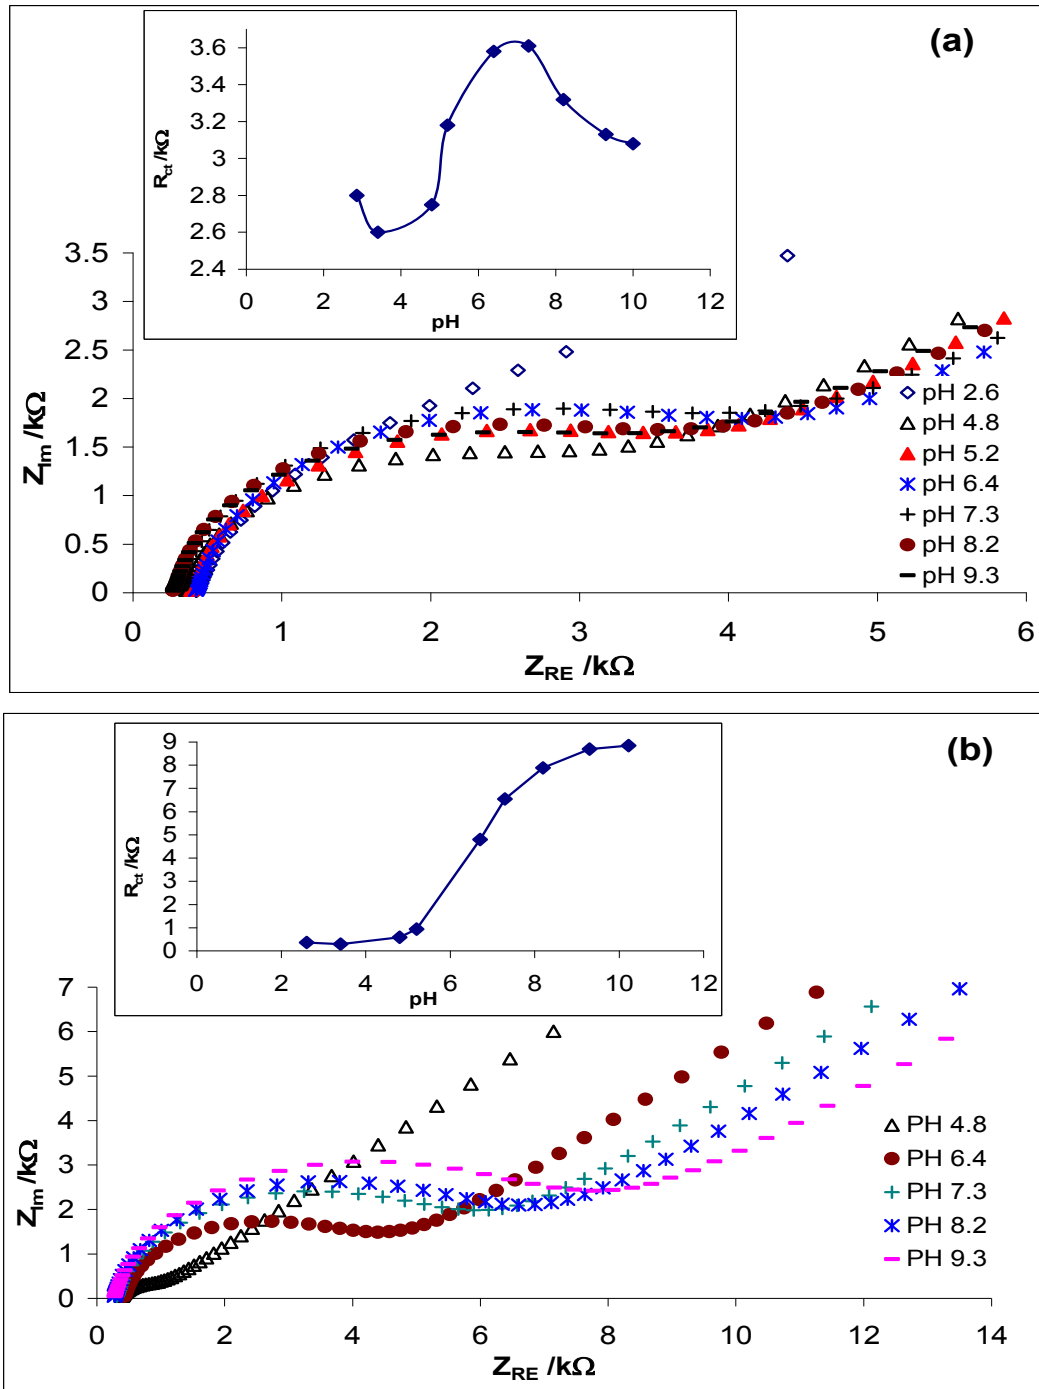 (a)
3.6
3.4
3.2
3
2.8
2.6
2.4
R_ct /kΩ
0 2 4 6 8 10 12
pH
3.5
3
2.5
2
1.5
1
0.5
0
Z_Im /kΩ
0 1 2 3 4 5 6
Z_RE /kΩ
pH 2.6
pH 4.8
pH 5.2
pH 6.4
pH 7.3
pH 8.2
pH 9.3
(b)
9
8
7
6
5
4
3
2
1
0
R_ct /kΩ
0 2 4 6 8 10 12
pH
7
6
5
4
3
2
1
0
Z_Im /kΩ
0 2 4 6 8 10 12 14
Z_RE /kΩ
PH 4.8
PH 6.4
PH 7.3
PH 8.2
PH 9.3